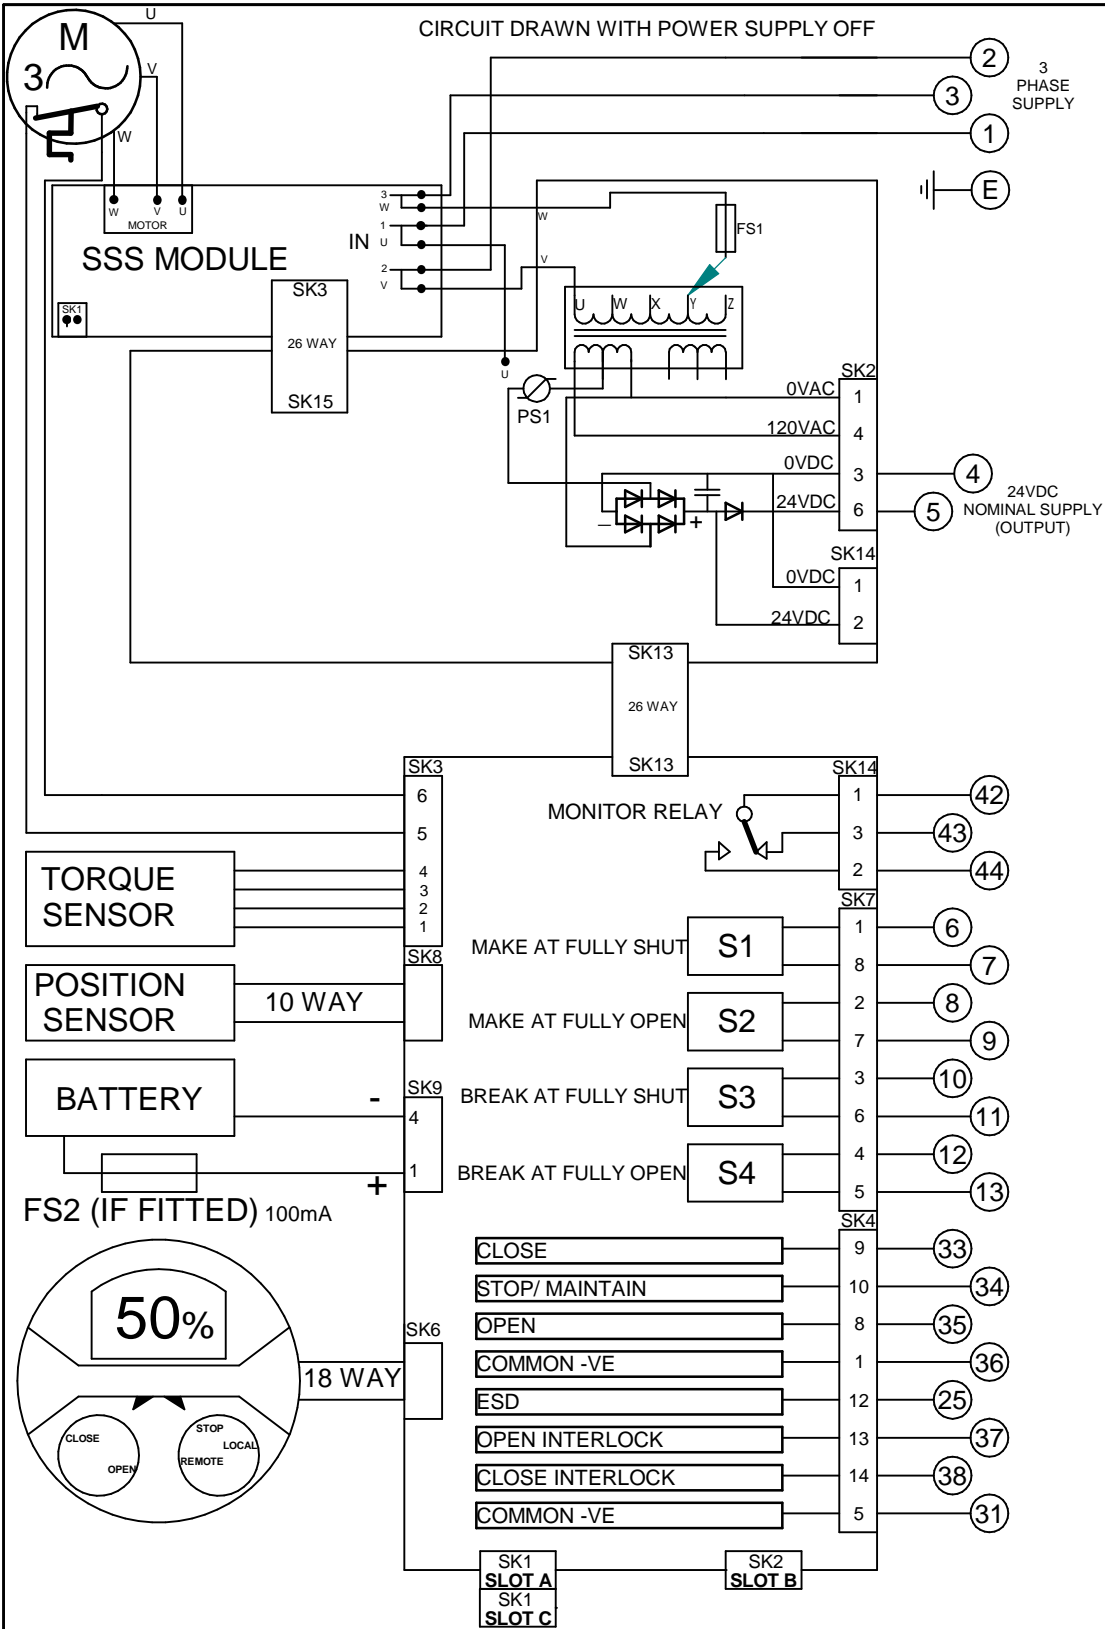 CIRCUIT DRAWN WITH POWER SUPPLY OFF
U
M
3
V
W
2
3
1
E
3
PHASE
SUPPLY
W V U
MOTOR
SSS MODULE
IN
3
W
1
U
2
V
W
V
U
FS1
U W X Y Z
SK1
SK3
26 WAY
SK15
PS1
SK2
0VAC 1
120VAC 4
0VDC 3
24VDC 6
4
5
24VDC
NOMINAL SUPPLY
(OUTPUT)
– +
SK14
0VDC 1
24VDC 2
SK13
26 WAY
SK13
SK3
6
5
4
3
2
1
TORQUE
SENSOR
SK8
POSITION
SENSOR
10 WAY
BATTERY
-
+
SK9
4
1
FS2 (IF FITTED) 100mA
50%
CLOSE
OPEN
STOP
LOCAL
REMOTE
18 WAY
SK6
MONITOR RELAY
SK14
1 42
3 43
2 44
SK7
MAKE AT FULLY SHUT S1
1 6
8 7
MAKE AT FULLY OPEN S2
2 8
7 9
BREAK AT FULLY SHUT S3
3 10
6 11
BREAK AT FULLY OPEN S4
4 12
5 13
SK4
CLOSE 9 33
STOP/ MAINTAIN 10 34
OPEN 8 35
COMMON -VE 1 36
ESD 12 25
OPEN INTERLOCK 13 37
CLOSE INTERLOCK 14 38
COMMON -VE 5 31
SK1
SLOT A
SK1
SLOT C
SK2
SLOT B